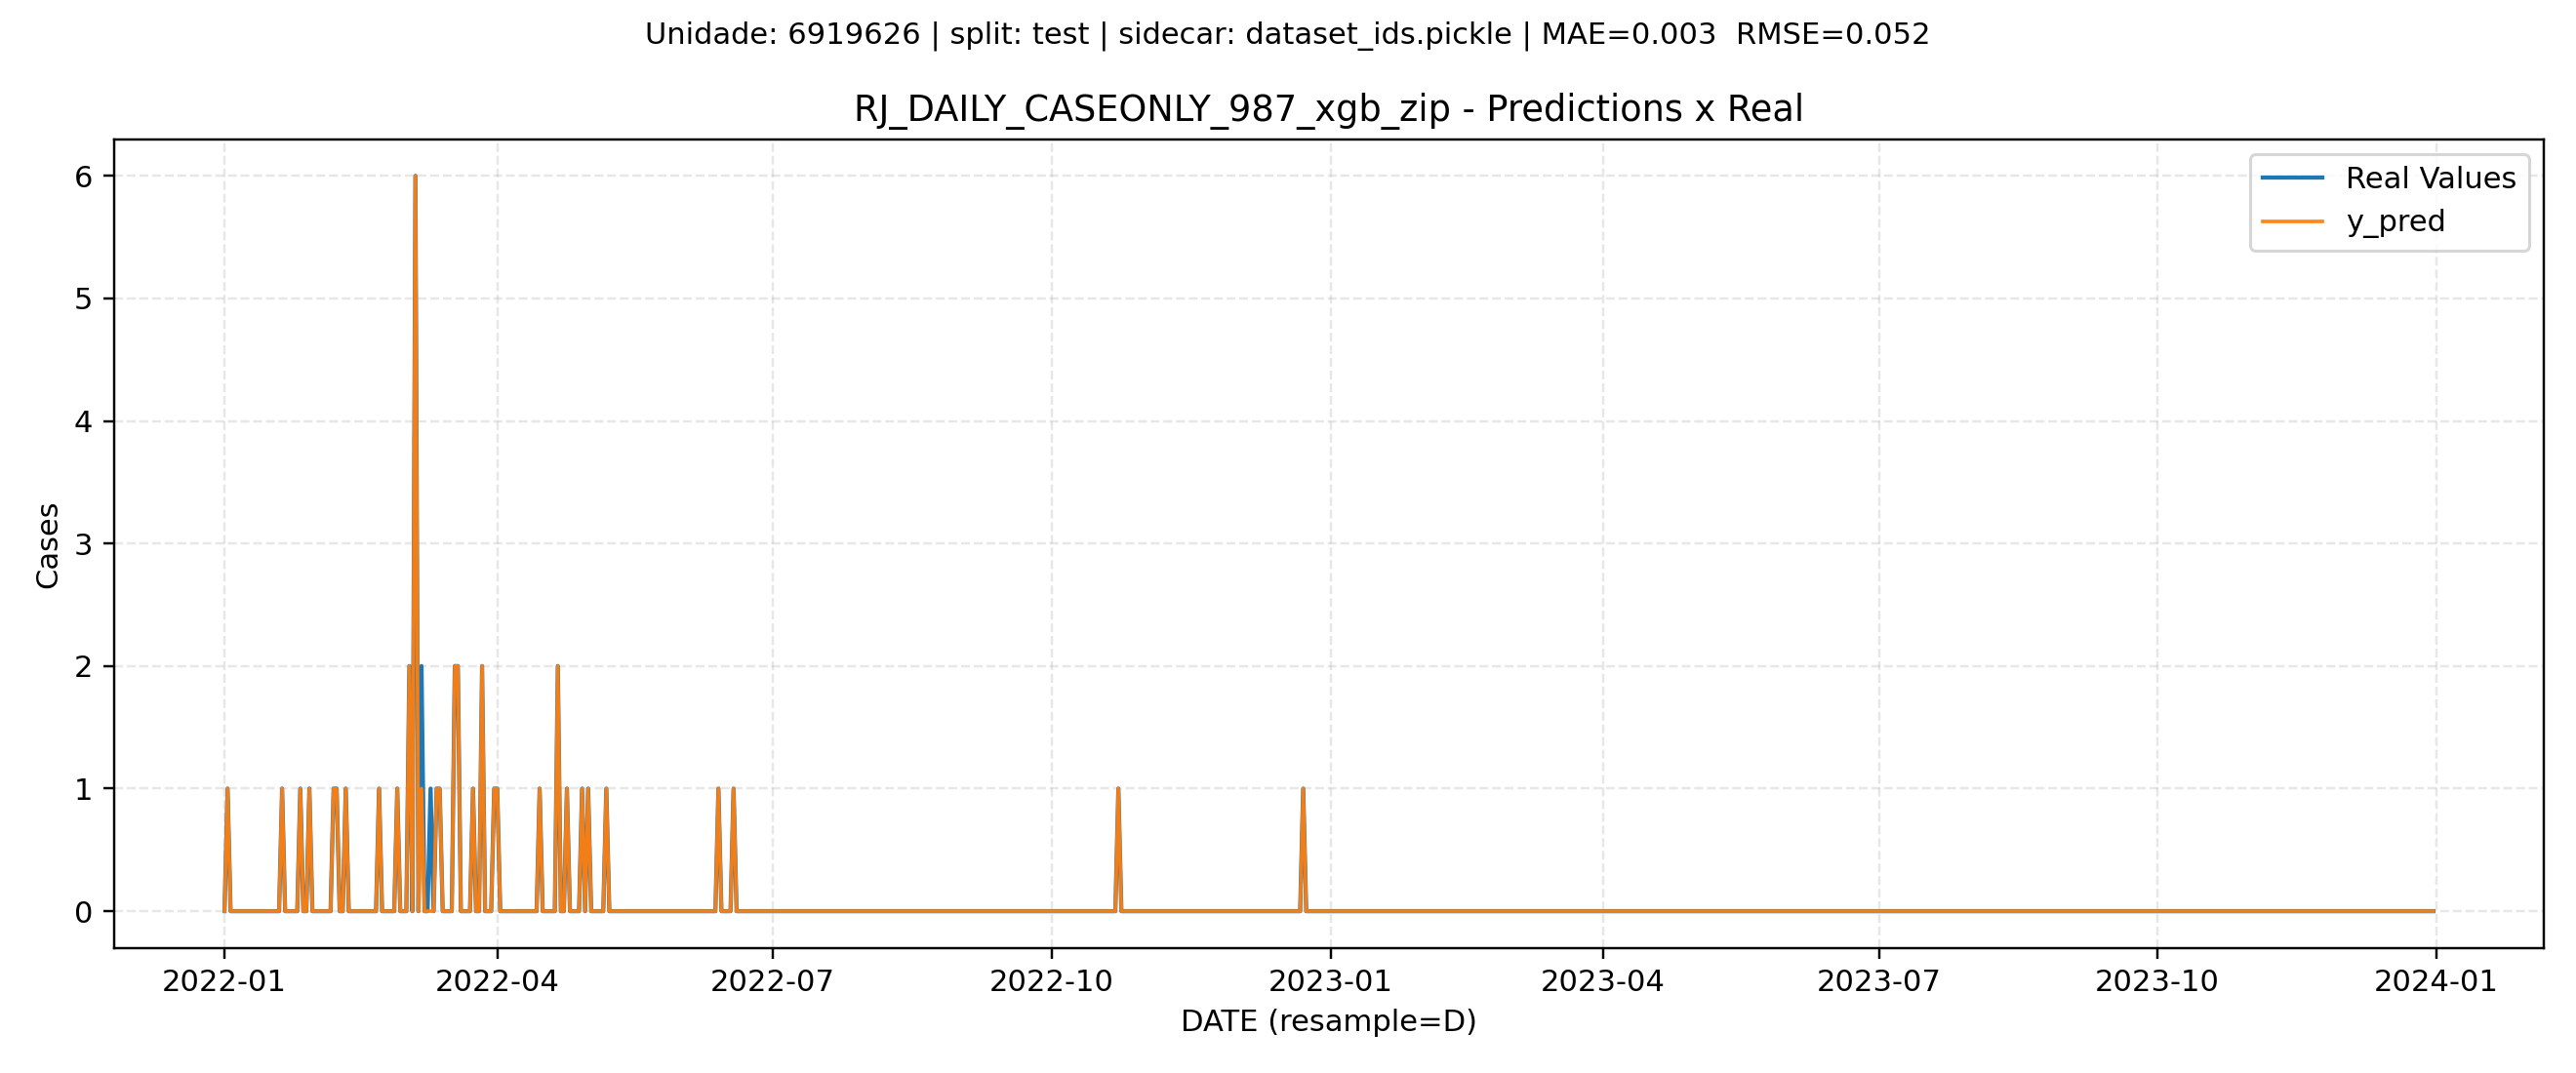 Unidade: 6919626 | split: test | sidecar: dataset_ids.pickle | MAE=0.003  RMSE=0.052
RJ_DAILY_CASEONLY_987_xgb_zip - Predictions x Real
Real Values
y_pred
6
5
4
3
2
1
0
Cases
2022-01
2022-04
2022-07
2022-10
2023-01
2023-04
2023-07
2023-10
2024-01
DATE (resample=D)